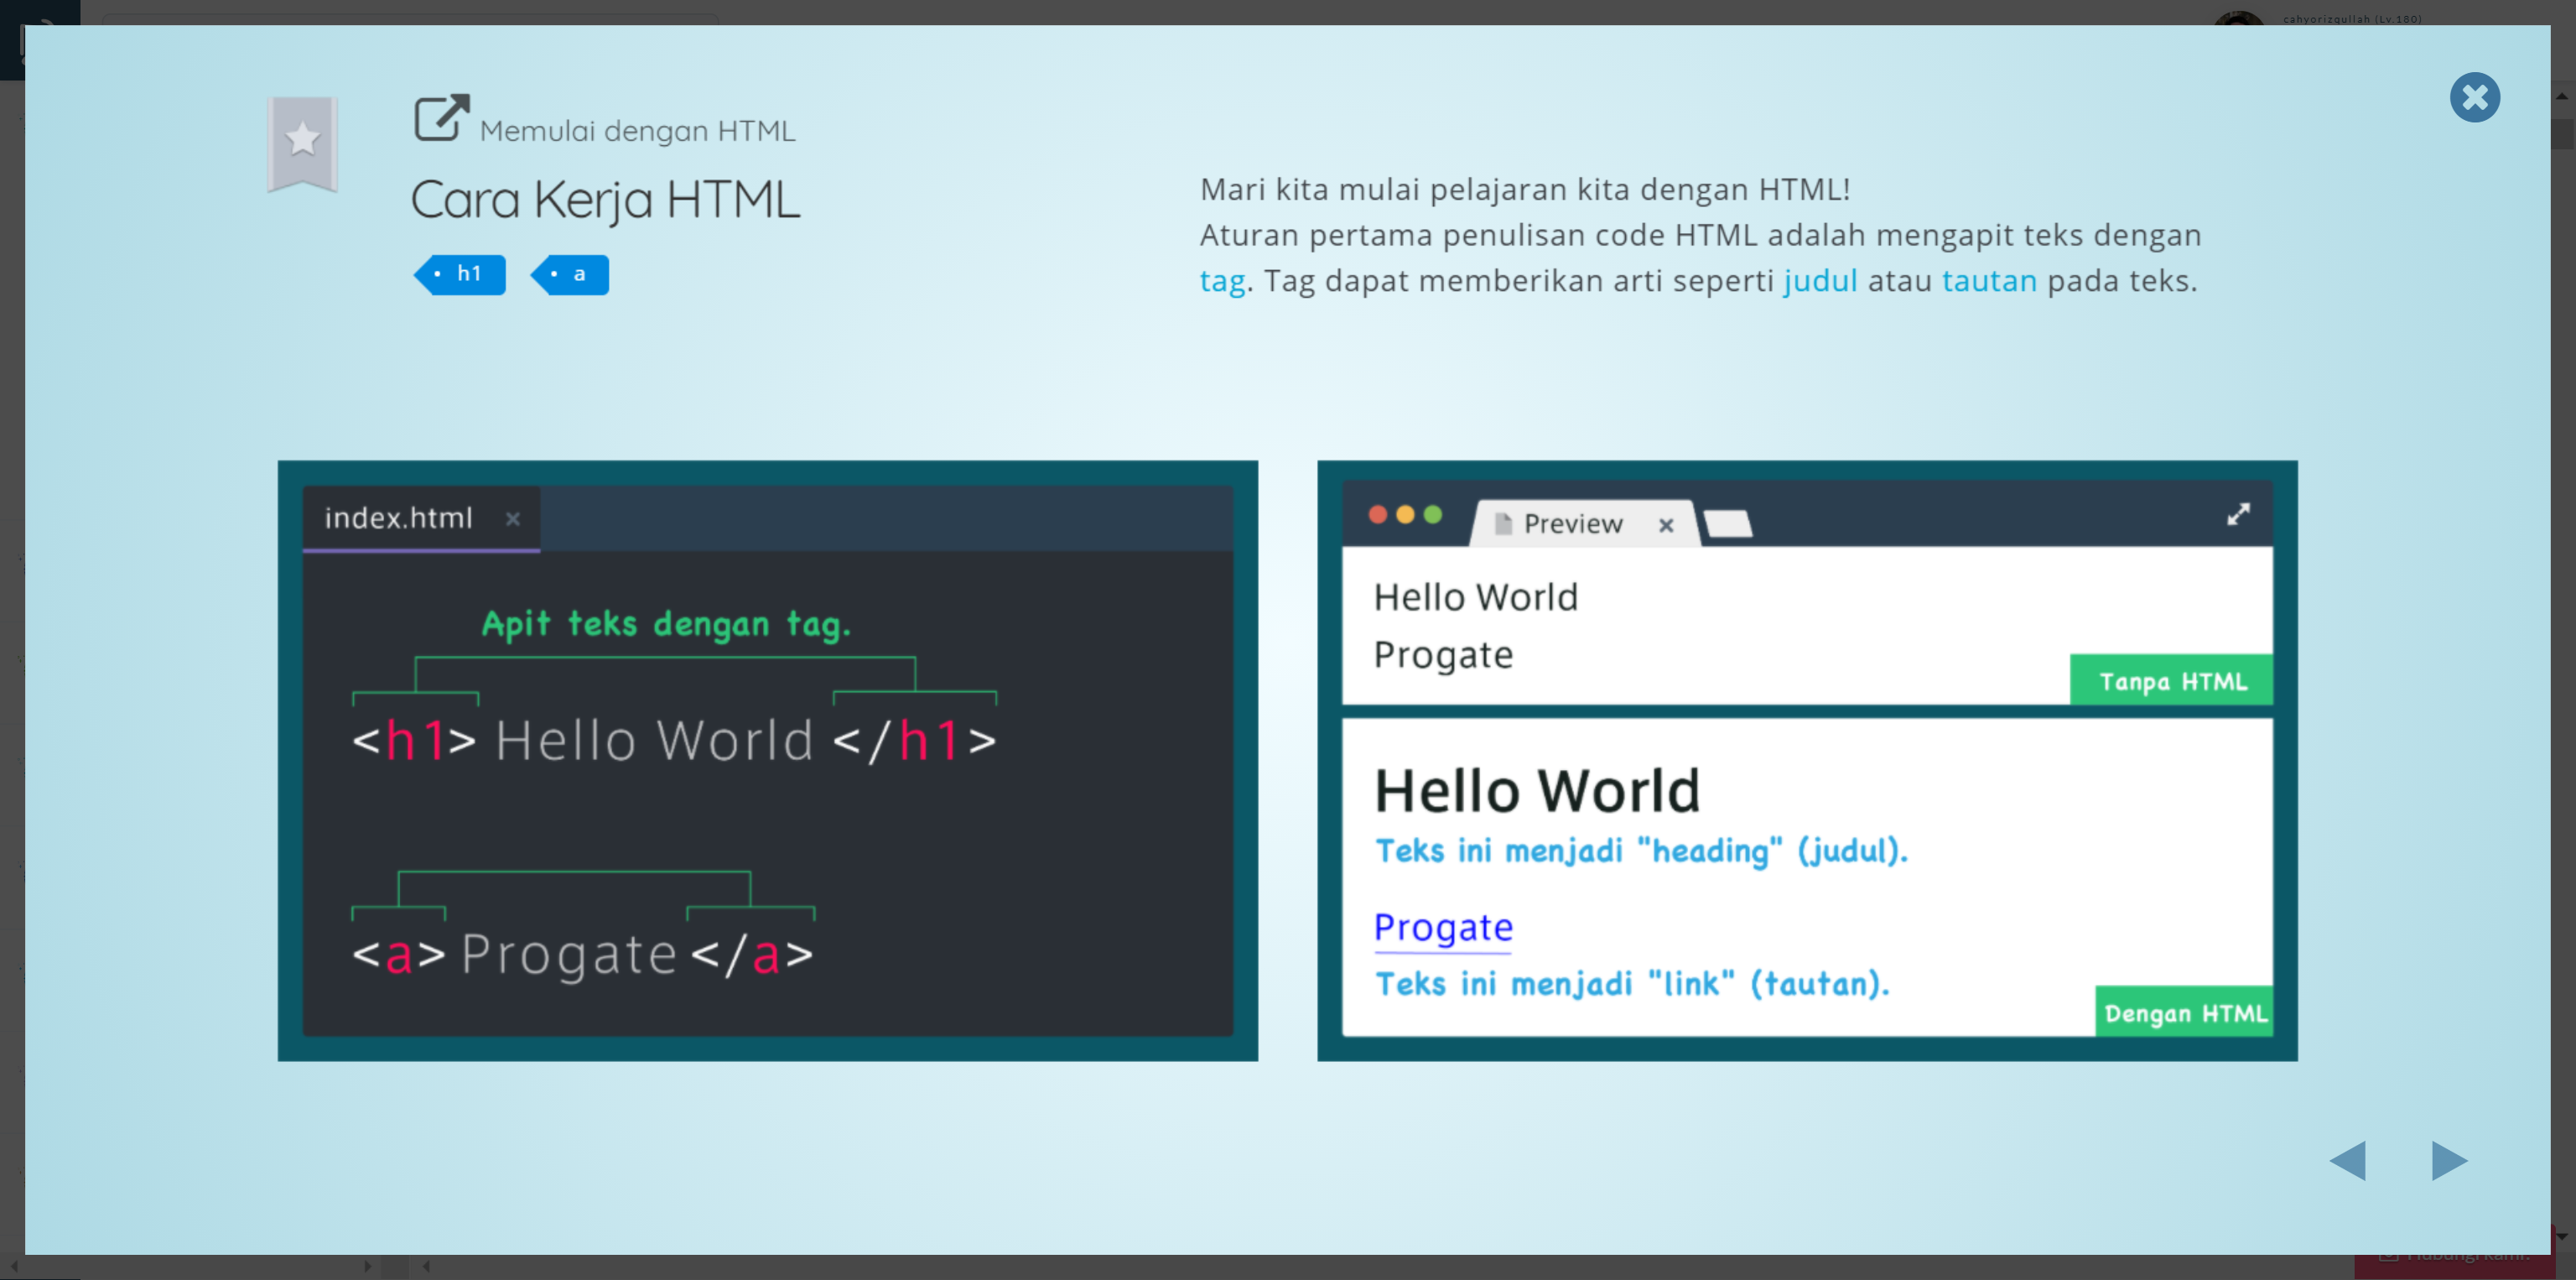 cahyorizqullah (Lv.180)
Memulai dengan HTML
Cara Kerja HTML
h1
a
Mari kita mulai pelajaran kita dengan HTML!
Aturan pertama penulisan code HTML adalah mengapit teks dengan
tag. Tag dapat memberikan arti seperti judul atau tautan pada teks.
index.html
Apit teks dengan tag.
<h1> Hello World </h1>
<a> Progate </a>
Preview
Hello World
Progate
Tanpa HTML
Hello World
Teks ini menjadi "heading" (judul).
Progate
Teks ini menjadi "link" (tautan).
Dengan HTML